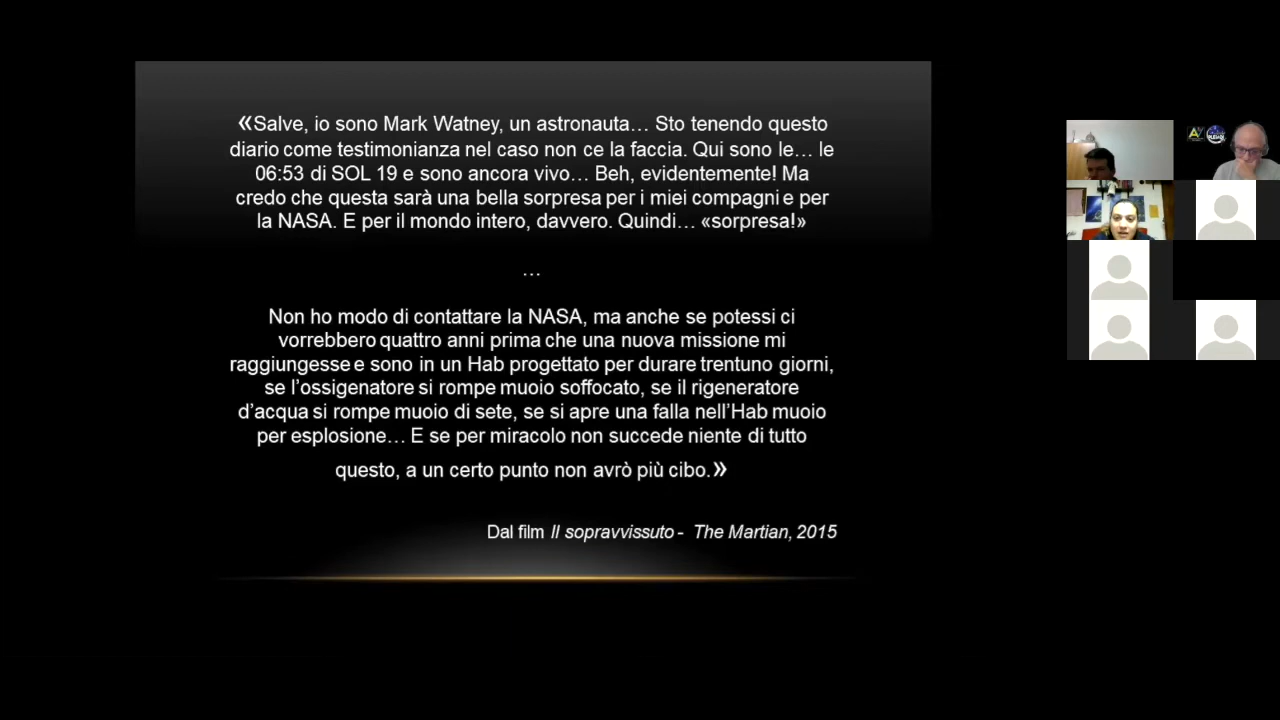 «Salve, io sono Mark Watney, un astronauta… Sto tenendo questo
diario come testimonianza nel caso non ce la faccia. Qui sono le… le
06:53 di SOL 19 e sono ancora vivo… Beh, evidentemente! Ma
credo che questa sarà una bella sorpresa per i miei compagni e per
la NASA. E per il mondo intero, davvero. Quindi… «sorpresa!»
…
Non ho modo di contattare la NASA, ma anche se potessi ci
vorrebbero quattro anni prima che una nuova missione mi
raggiungesse e sono in un Hab progettato per durare trentuno giorni,
se l’ossigenatore si rompe muoio soffocato, se il rigeneratore
d’acqua si rompe muoio di sete, se si apre una falla nell’Hab muoio
per esplosione… E se per miracolo non succede niente di tutto
questo, a un certo punto non avrò più cibo.»
Dal film Il sopravvissuto - The Martian, 2015